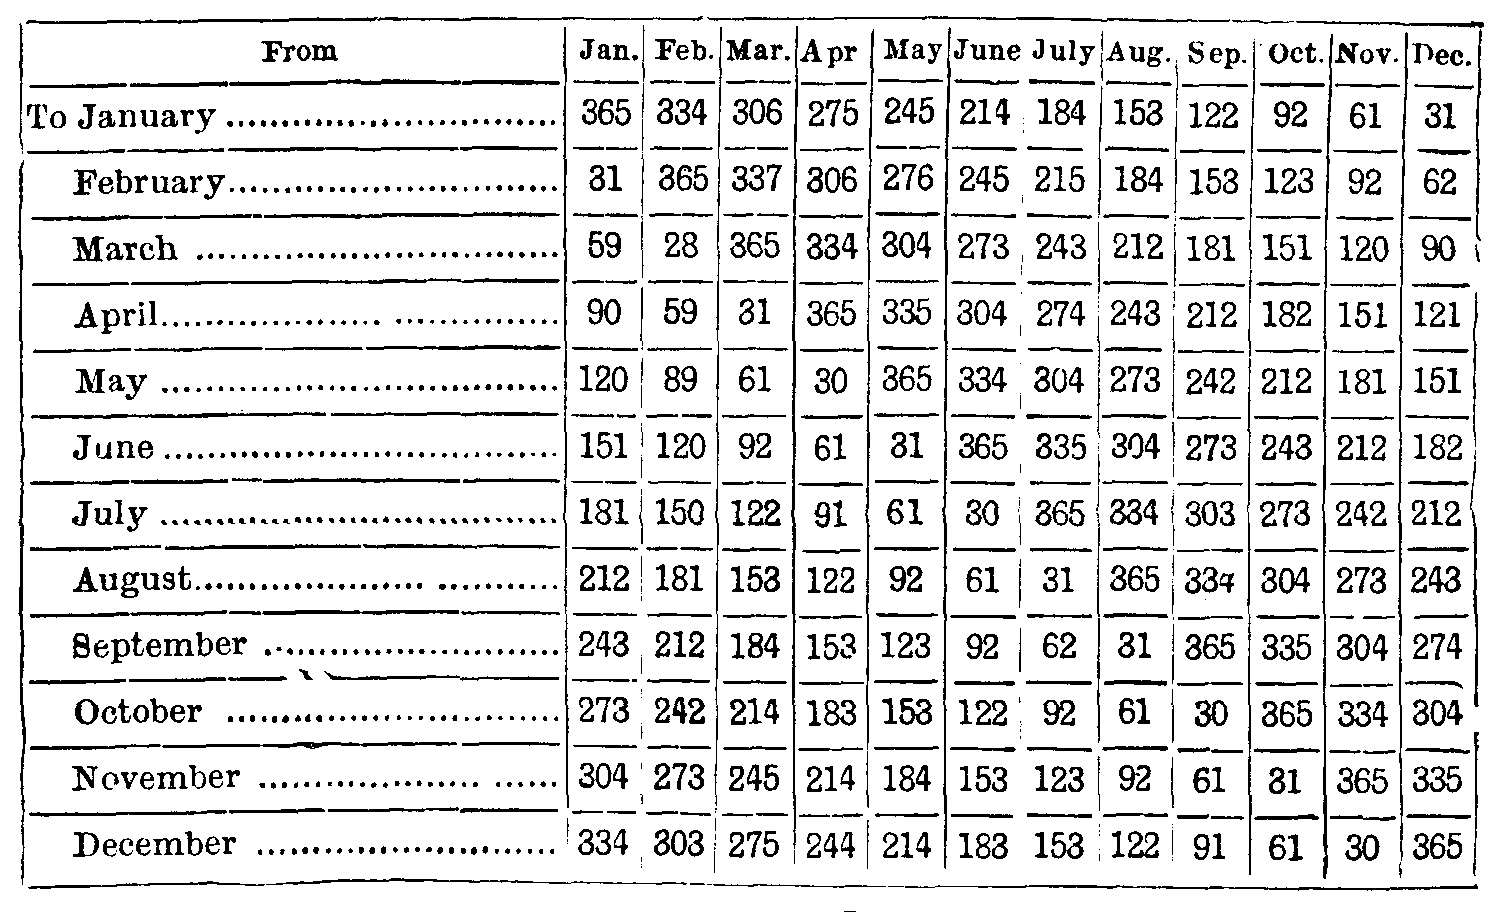 From Jan. Feb. Mar. Apr May June July Aug. Sep. Oct. Nov. Dec.
To January .............................. 365 334 306 275 245 214 184 153 122 92 61 31
February.............................. 31 365 337 306 276 245 215 184 153 123 92 62
March .................................. 59 28 365 334 304 273 243 212 181 151 120 90
April.................... ............... 90 59 31 365 335 304 274 243 212 182 151 121
May .................................... 120 89 61 30 365 334 304 273 242 212 181 151
June .................................... 151 120 92 61 31 365 335 304 273 243 212 182
July .................................... 181 150 122 91 61 30 365 334 303 273 242 212
August..................... ........... 212 181 153 122 92 61 31 365 334 304 273 243
September ........................... 243 212 184 153 123 92 62 31 365 335 304 274
October .............................. 273 242 214 183 153 122 92 61 30 365 334 304
November .................... ...... 304 273 245 214 184 153 123 92 61 31 365 335
December ........................... 334 303 275 244 214 183 153 122 91 61 30 365